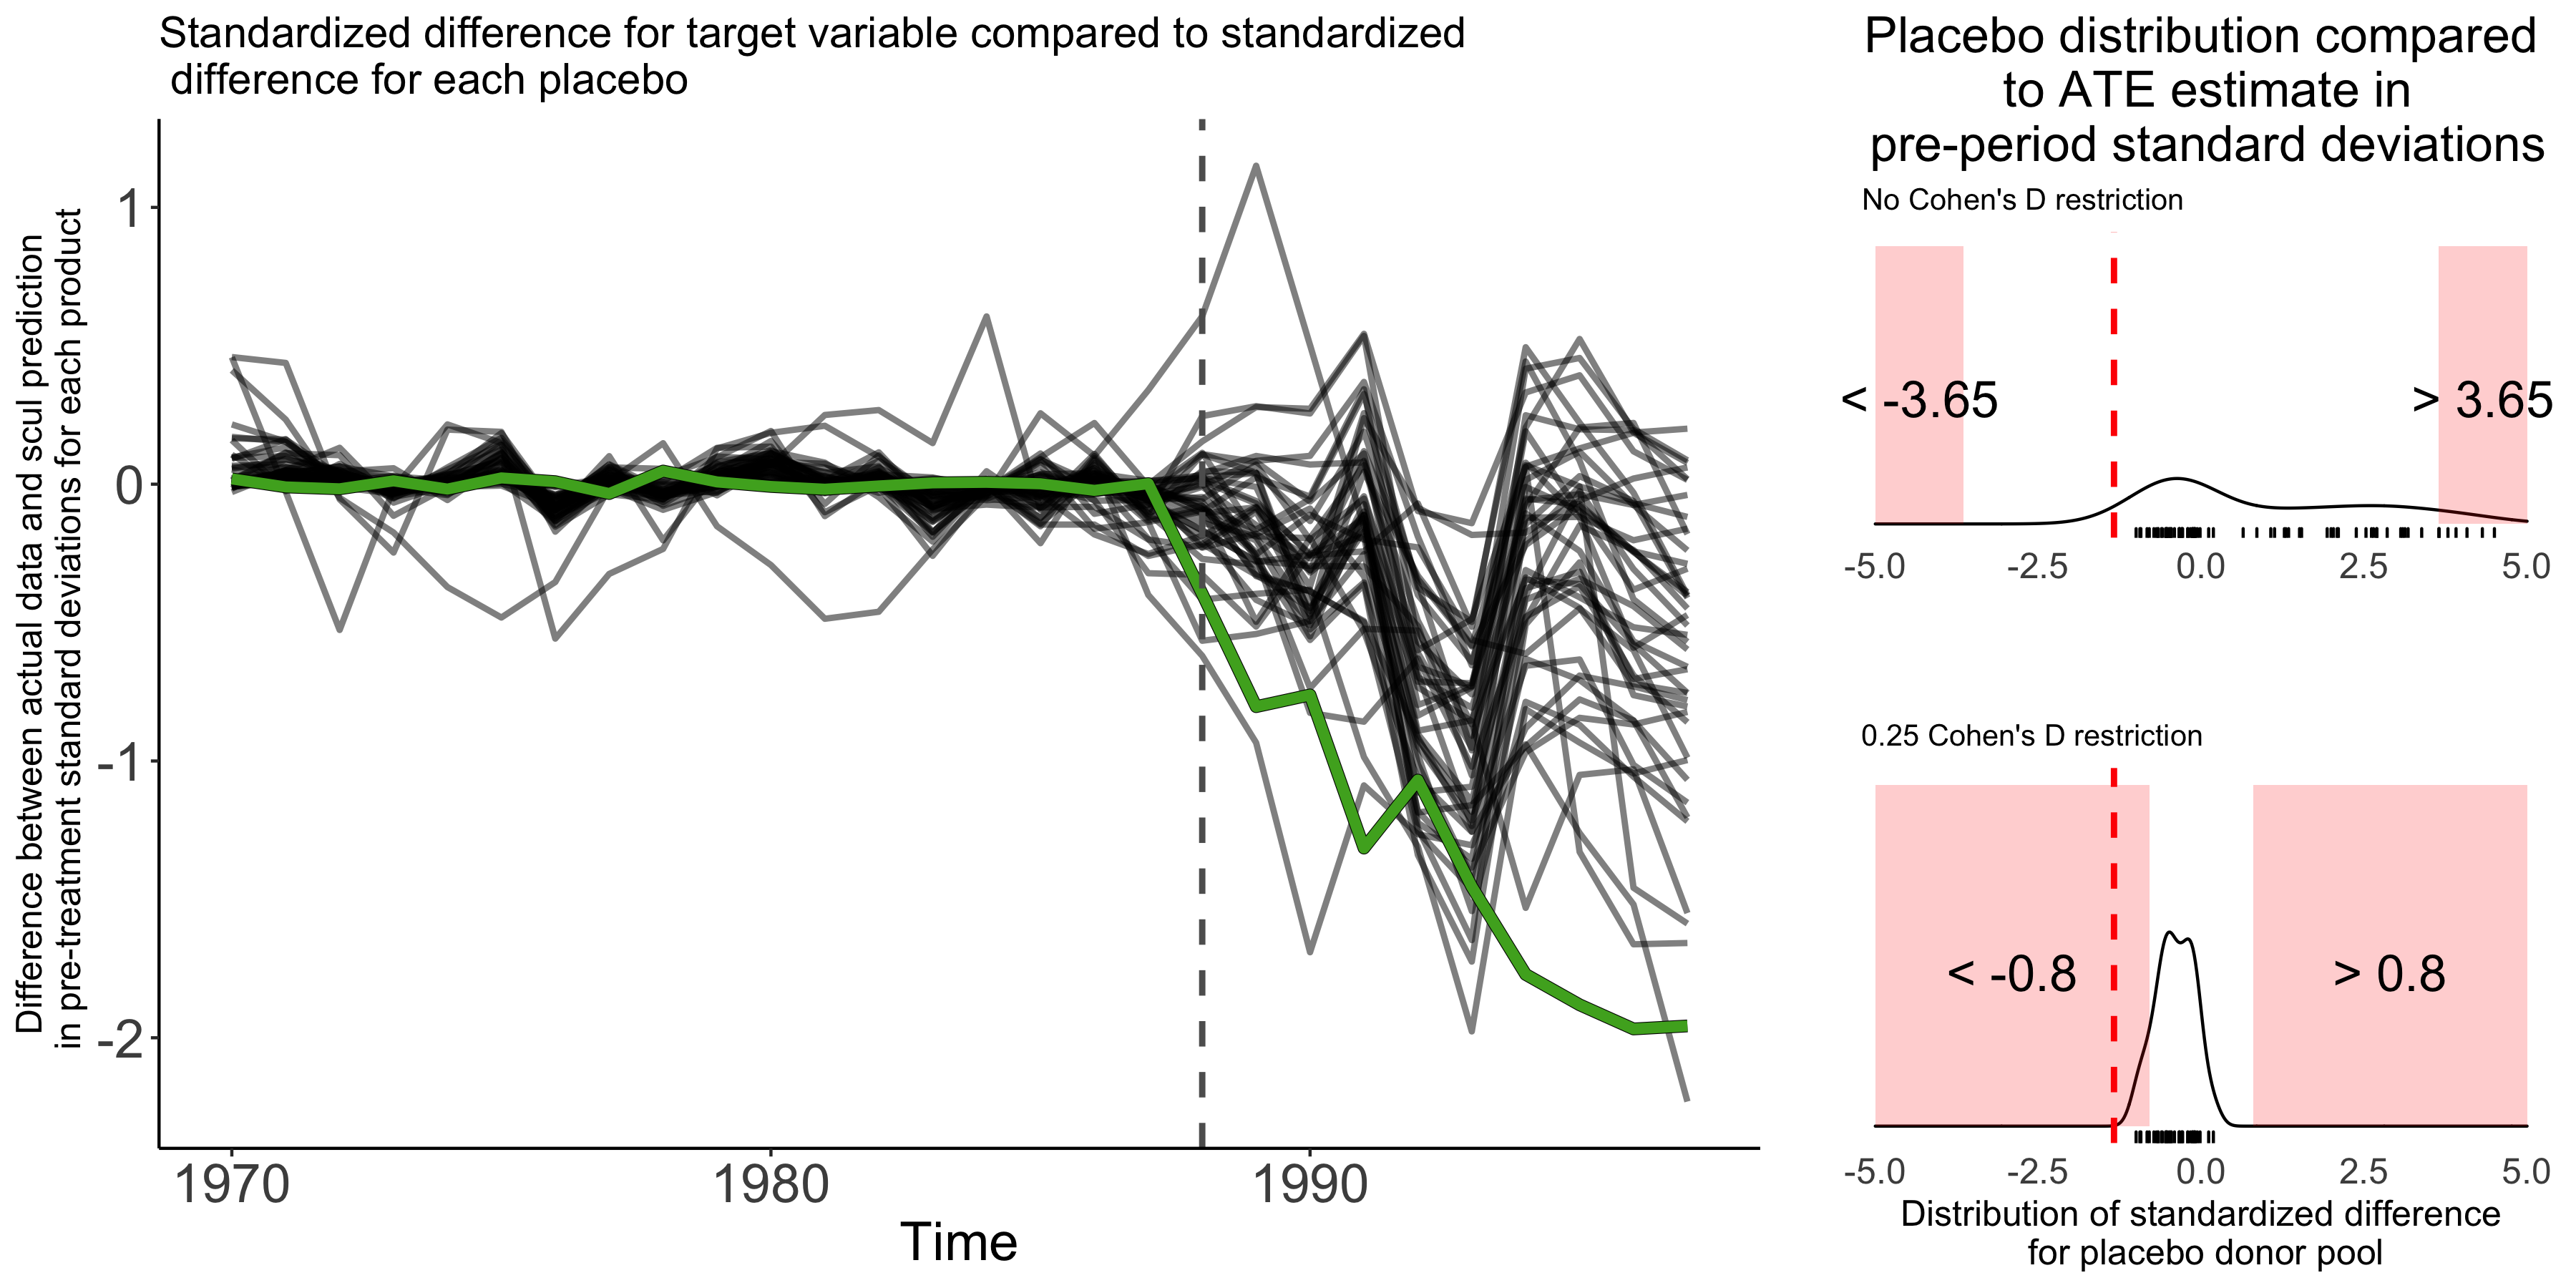 Standardized difference for target variable compared to standardized
difference for each placebo
Difference between actual data and scul prediction
in pre-treatment standard deviations for each product
1
0
-1
-2
1970
1980
1990
Time
Placebo distribution compared
to ATE estimate in
pre-period standard deviations
No Cohen's D restriction
< -3.65
> 3.65
-5.0
-2.5
0.0
2.5
5.0
0.25 Cohen's D restriction
< -0.8
> 0.8
-5.0
-2.5
0.0
2.5
5.0
Distribution of standardized difference
for placebo donor pool